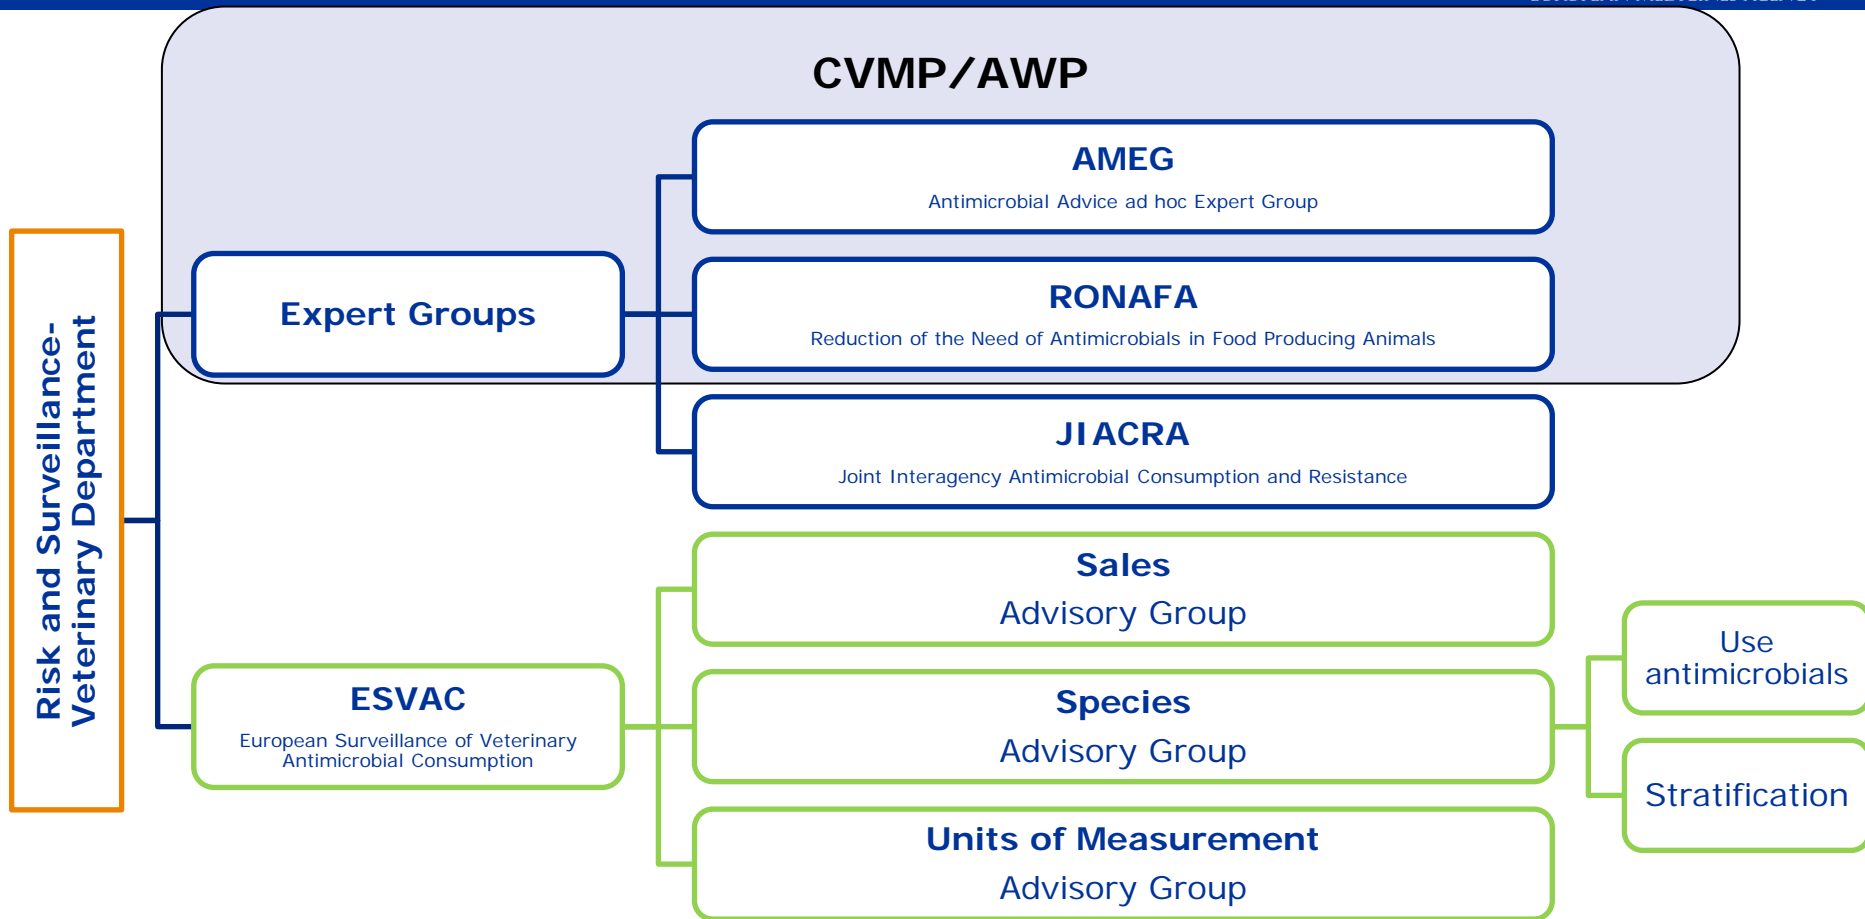 CVMP/AWP
AMEG
Antimicrobial Advice ad hoc Expert Group
Expert Groups
RONAFA
Reduction of the Need of Antimicrobials in Food Producing Animals
JIACRA
Joint Interagency Antimicrobial Consumption and Resistance
Risk and Surveillance-
Veterinary Department
Sales
Advisory Group
ESVAC
European Surveillance of Veterinary
Antimicrobial Consumption
Species
Advisory Group
Use
antimicrobials
Stratification
Units of Measurement
Advisory Group